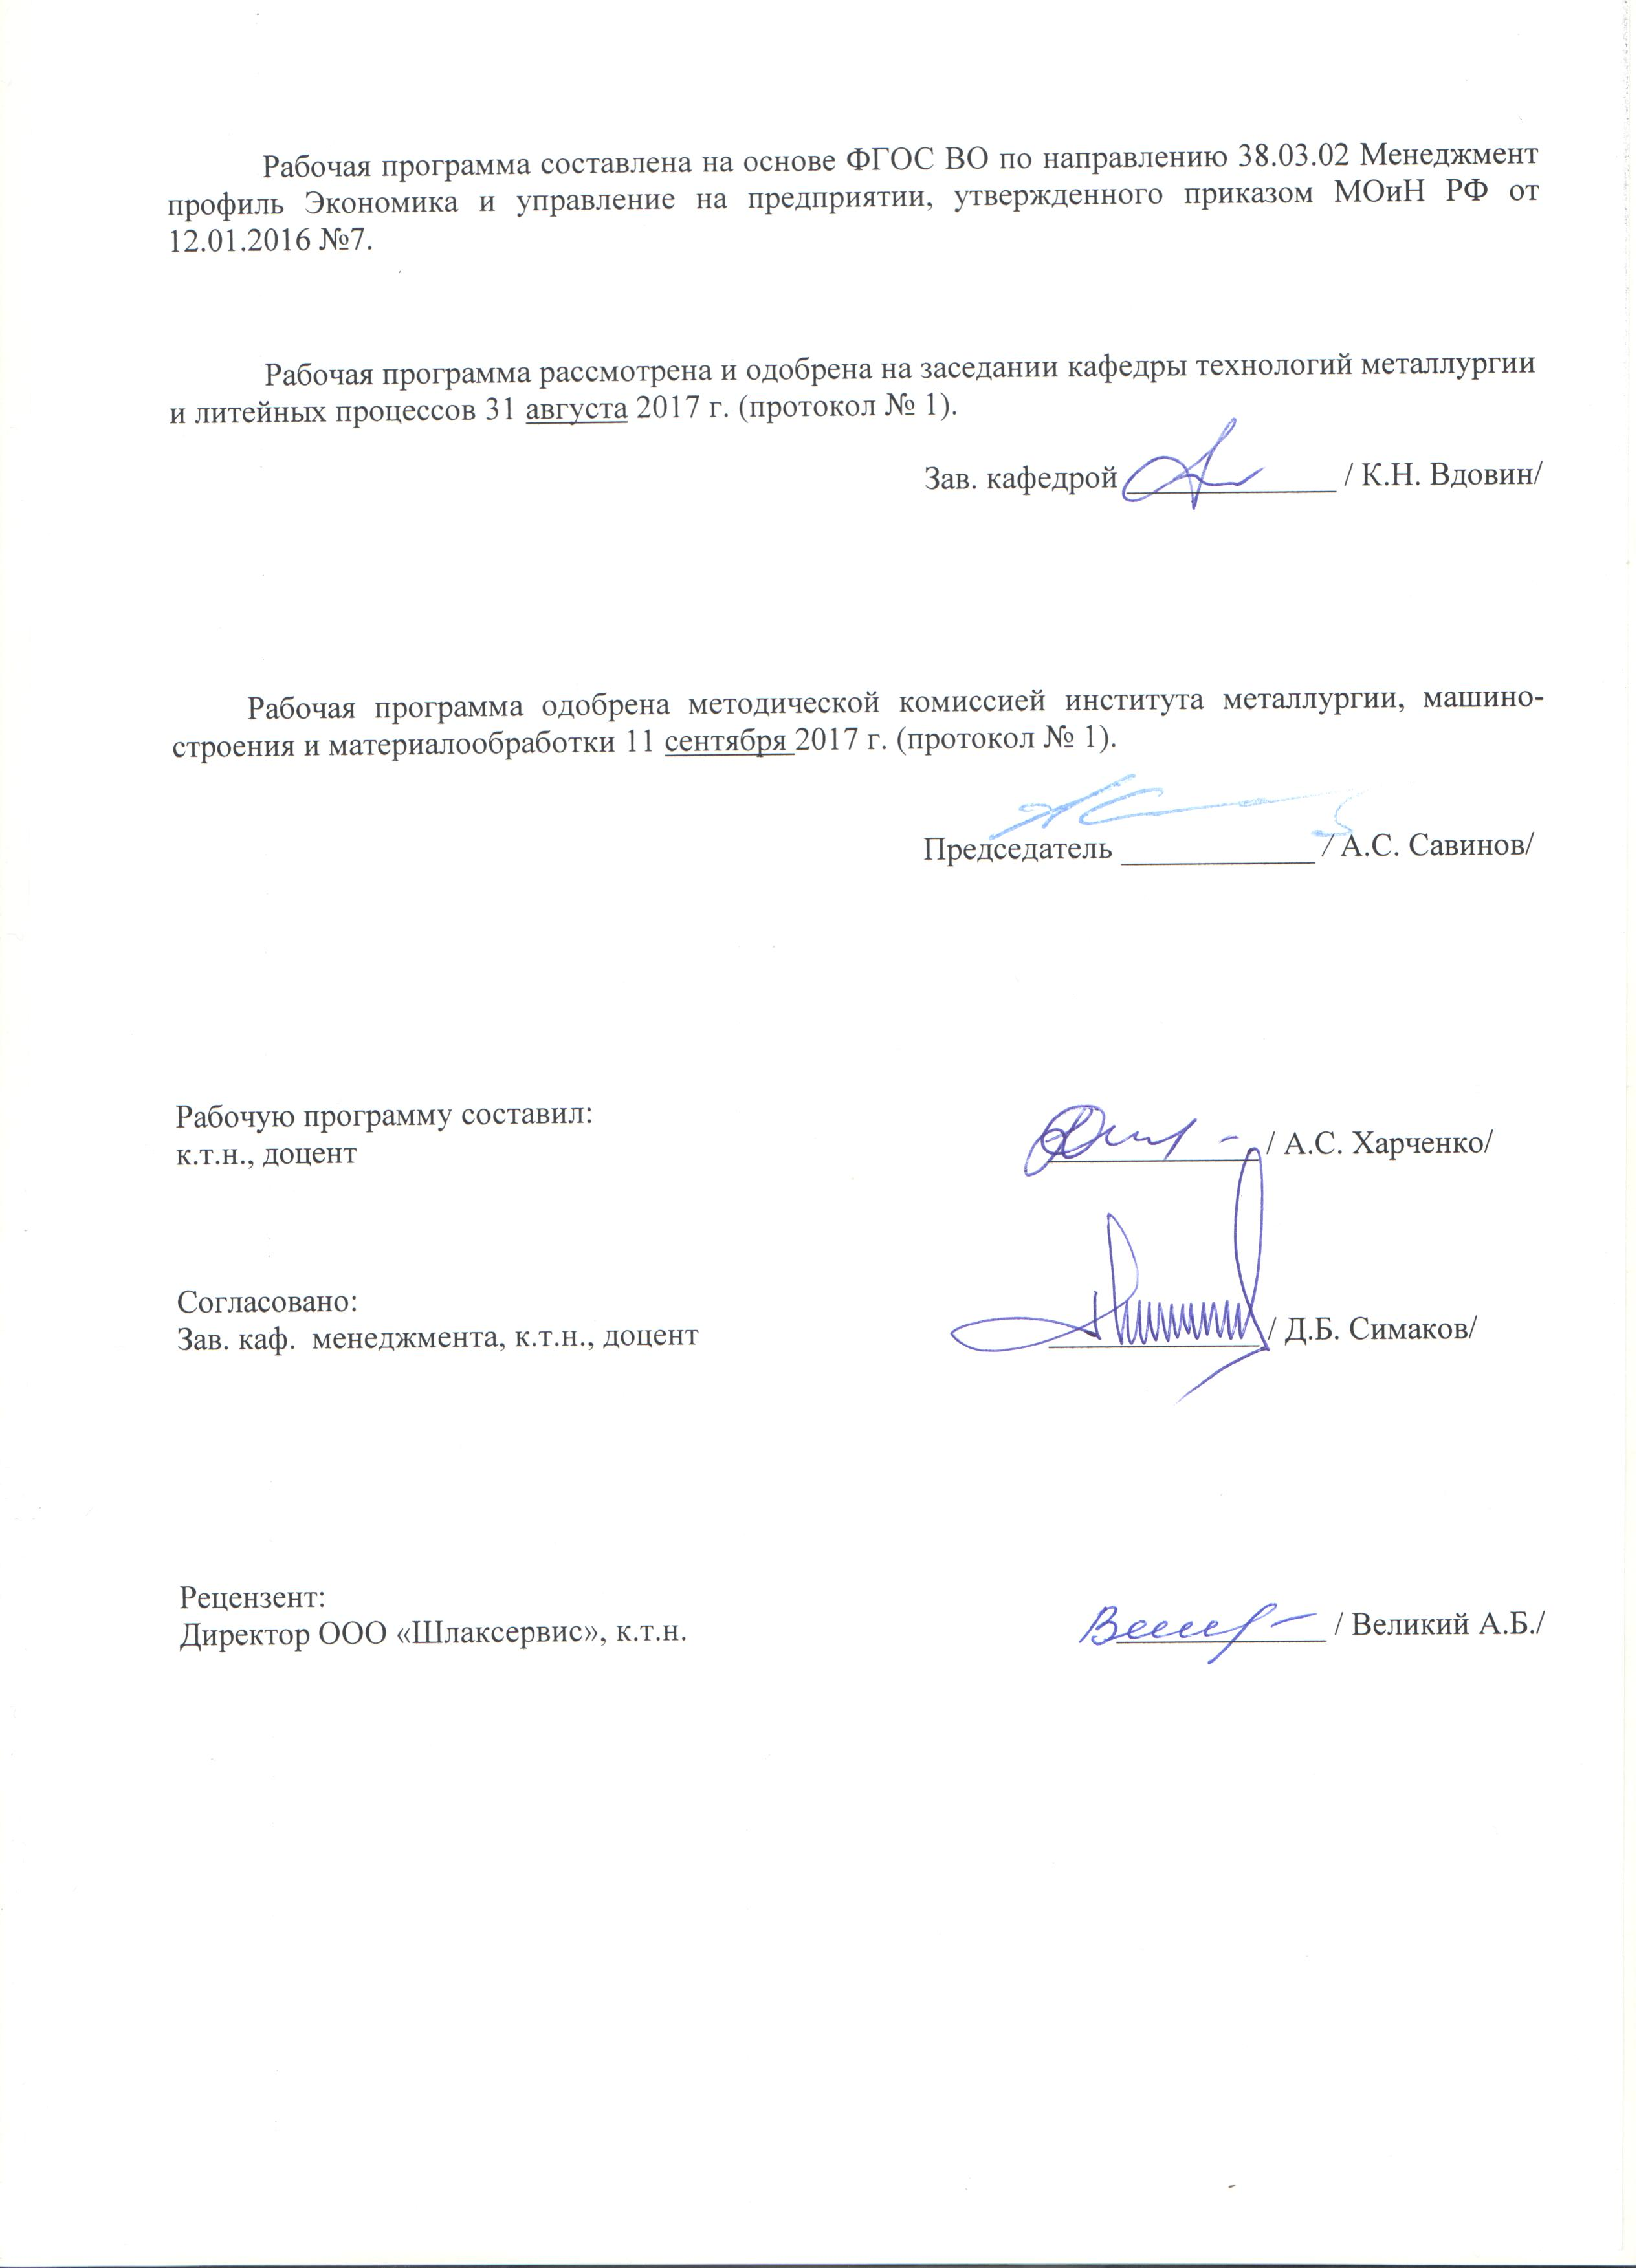 Рабочая программа составлена на основе ФГОС ВО по направлению 38.03.02 Менеджмент
профиль Экономика и управление на предприятии, утвержденного приказом МОиН РФ от
12.01.2016 №7.
Рабочая программа рассмотрена и одобрена на заседании кафедры технологий металлургии
и литейных процессов 31 августа 2017 г. (протокол № 1).
Зав. кафедрой _____________ / К.Н. Вдовин/
Рабочая программа одобрена методической комиссией института металлургии, машино-
строения и материалообработки 11 сентября 2017 г. (протокол № 1).
Председатель ____________ / А.С. Савинов/
Рабочую программу составил:
к.т.н., доцент _____________ / А.С. Харченко/
Согласовано:
Зав. каф. менеджмента, к.т.н., доцент _____________ / Д.Б. Симаков/
Рецензент:
Директор ООО «Шлаксервис», к.т.н. _____________ / Великий А.Б./